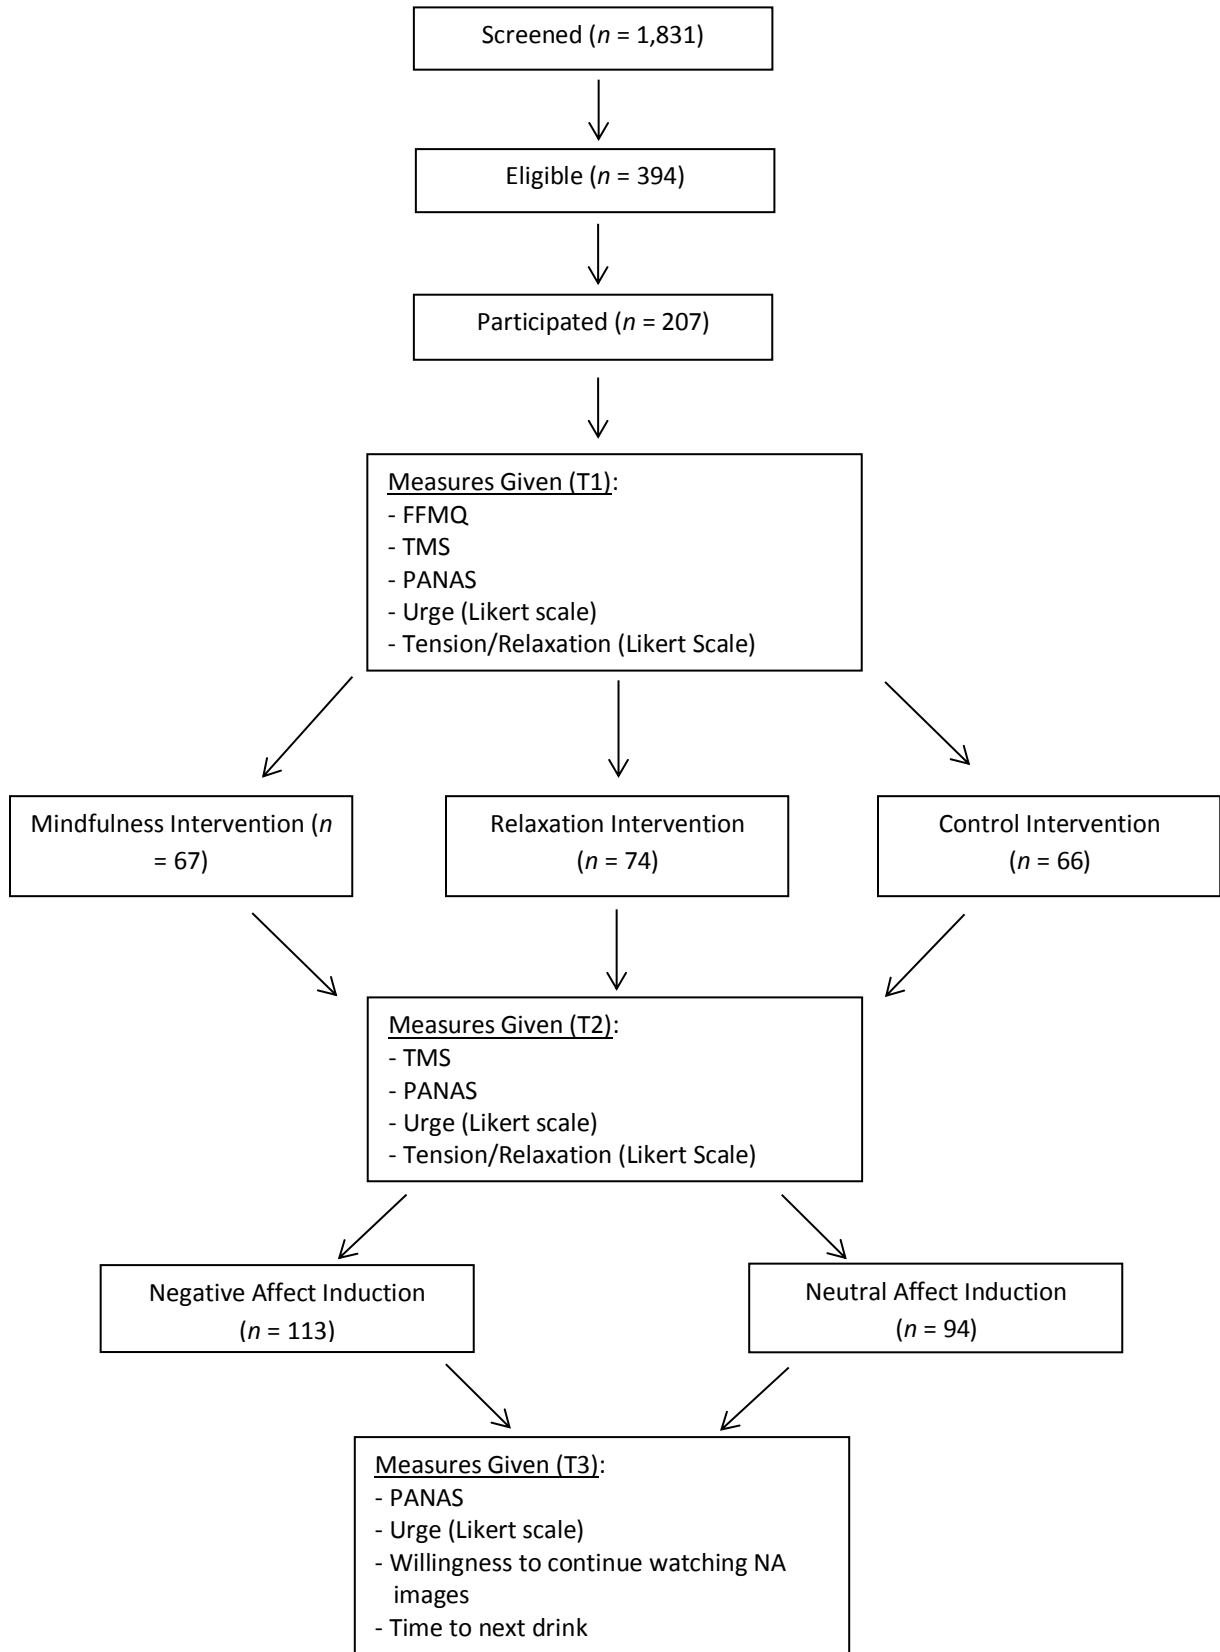 Screened (n = 1,831)
Eligible (n = 394)
Participated (n = 207)
Measures Given (T1):
- FFMQ
- TMS
- PANAS
- Urge (Likert scale)
- Tension/Relaxation (Likert Scale)
Mindfulness Intervention (n
= 67)
Relaxation Intervention
(n = 74)
Control Intervention
(n = 66)
Measures Given (T2):
- TMS
- PANAS
- Urge (Likert scale)
- Tension/Relaxation (Likert Scale)
Negative Affect Induction
(n = 113)
Neutral Affect Induction
(n = 94)
Measures Given (T3):
- PANAS
- Urge (Likert scale)
- Willingness to continue watching NA
images
- Time to next drink